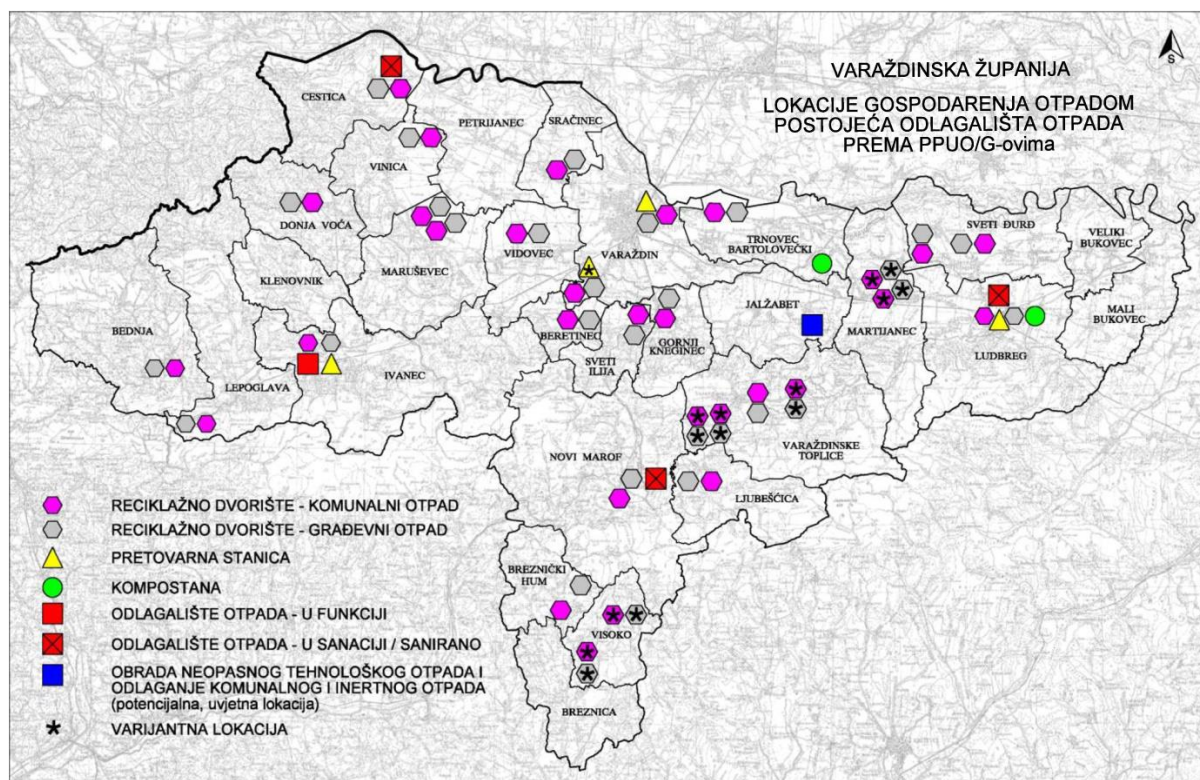 S
VARAŽDINSKA ŽUPANIJA
LOKACIJE GOSPODARENJA OTPADOM
POSTOJEĆA ODLAGALIŠTA OTPADA
PREMA PPUO/G-ovima
CESTICA
PETRIJANEC
SRAČINEC
VINICA
DONJA VOĆA
KLENOVNIK
MARUŠEVEC
VIDOVEC
VARAŽDIN
TRNOVEC
BARTOLOVEČKI
SVETI ĐURĐ
VELIKI
BUKOVEC
MALI
BUKOVEC
BEDNJA
LEPOGLAVA
IVANEC
BERETINEC
SVETI
ILIJA
GORNJI
KNEGINEC
JALŽABET
MARTIJANEC
LUDBREG
NOVI MAROF
VARAŽDINSKE
TOPLICE
LJUBEŠĆICA
BREZNIČKI
HUM
VISOKO
BREZNICA
RECIKLAŽNO DVORIŠTE - KOMUNALNI OTPAD
RECIKLAŽNO DVORIŠTE - GRAĐEVNI OTPAD
PRETOVARNA STANICA
KOMPOSTANA
ODLAGALIŠTE OTPADA - U FUNKCIJI
ODLAGALIŠTE OTPADA - U SANACIJI / SANIRANO
OBRADA NEOPASNOG TEHNOLOŠKOG OTPADA I
ODLAGANJE KOMUNALNOG I INERTNOG OTPADA
(potencijalna, uvjetna lokacija)
VARIJANTNA LOKACIJA